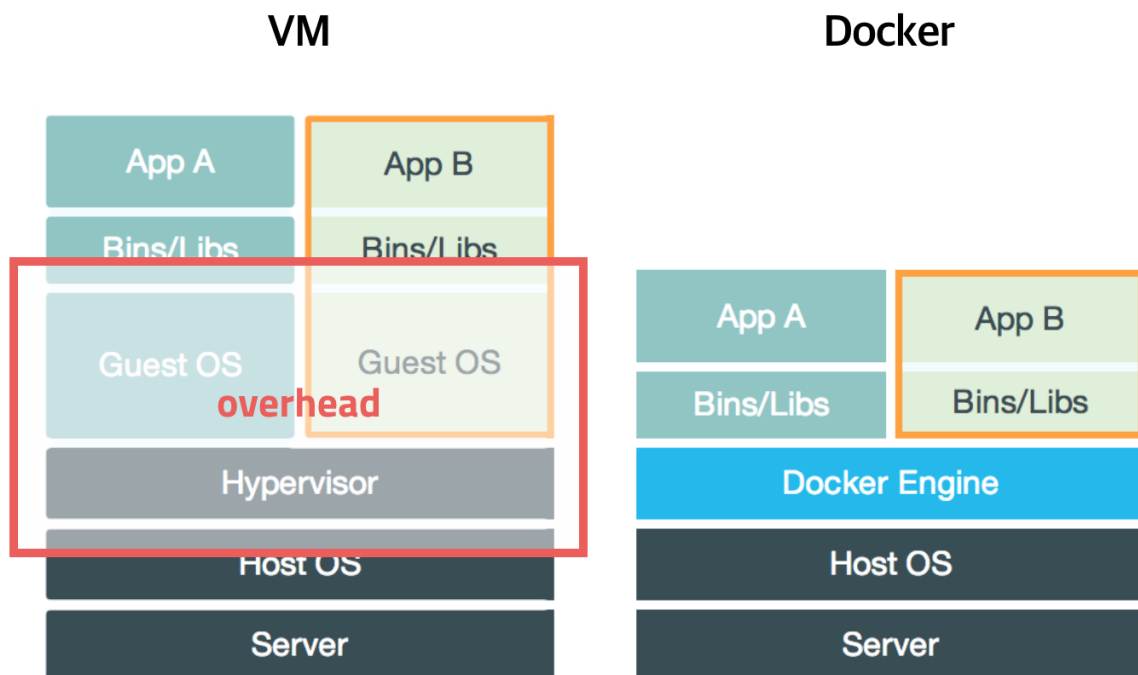 VM
App A
App B
Bins/Libs
Bins/Libs
Guest OS
Guest OS
overhead
Hypervisor
Host OS
Server
Docker
App A
App B
Bins/Libs
Bins/Libs
Docker Engine
Host OS
Server